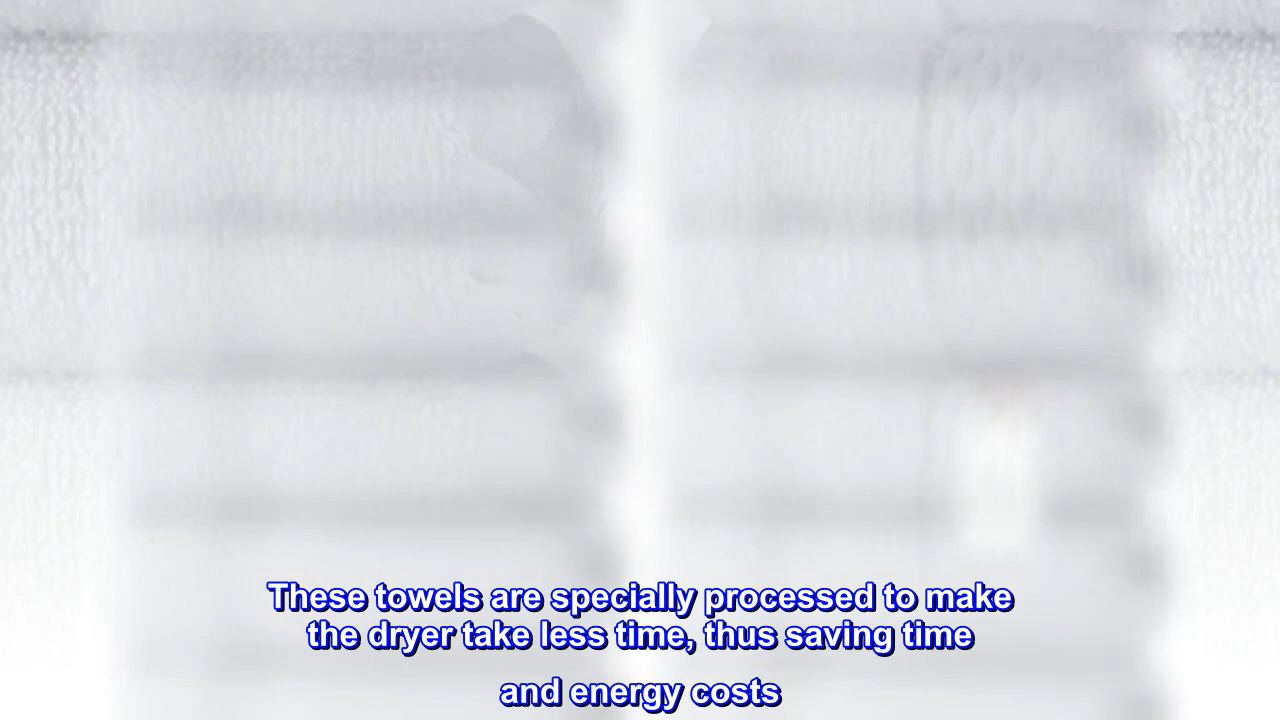 These towels are specially processed to make
the dryer take less time, thus saving time
and energy costs